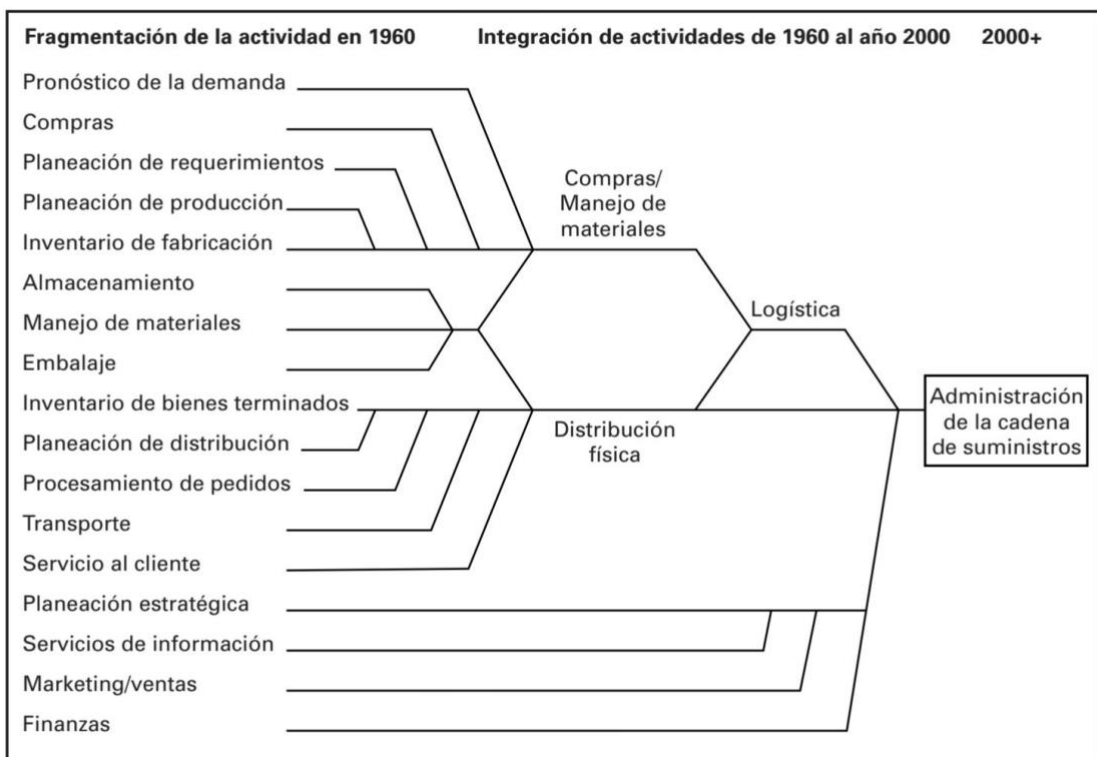 Fragmentación de la actividad en 1960
Integración de actividades de 1960 al año 2000
2000+
Pronóstico de la demanda
Compras
Planeación de requerimientos
Planeación de producción
Inventario de fabricación
Almacenamiento
Manejo de materiales
Embalaje
Inventario de bienes terminados
Planeación de distribución
Procesamiento de pedidos
Transporte
Servicio al cliente
Planeación estratégica
Servicios de información
Marketing/ventas
Finanzas
Compras/
Manejo de
materiales
Distribución
física
Logística
Administración
de la cadena
de suministros